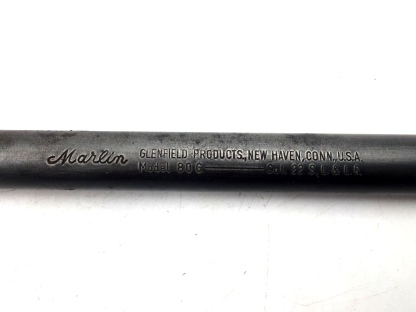 Marlin GLENFIELD PRODUCTS, NEW HAVEN, CONN., U.S.A.
MODEL 80G CAL. 22 S.L.& L.R.